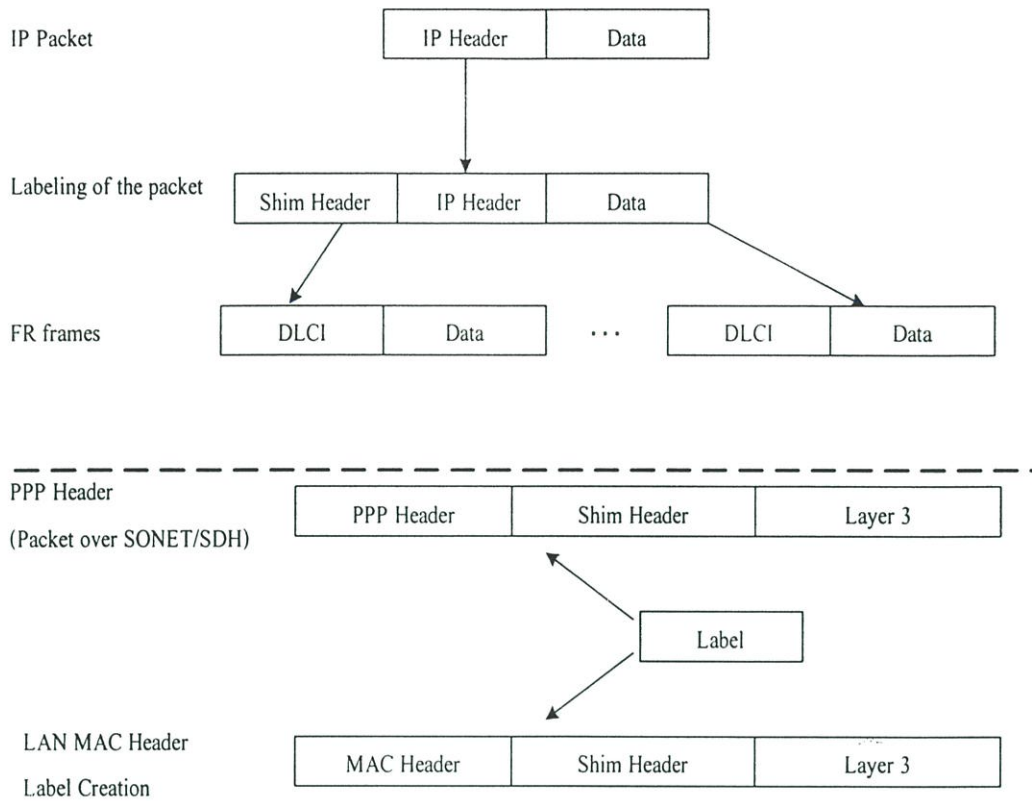 IP Packet
IP Header Data
Labeling of the packet
Shim Header IP Header Data
FR frames
DLCI Data ... DLCI Data
PPP Header
(Packet over SONET/SDH)
PPP Header Shim Header Layer 3
Label
LAN MAC Header
Label Creation
MAC Header Shim Header Layer 3